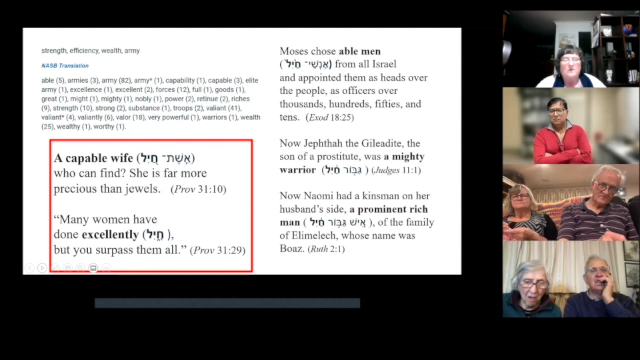 strength, efficiency, wealth, army
NASB Translation
able (5), armies (3), army (82), army* (1), capability (1), capable (3), elite
army (1), excellence (1), excellent (2), forces (12), full (1), goods (1),
great (1), might (1), mighty (1), nobly (1), power (2), retinue (2), riches
(9), strength (10), strong (2), substance (1), troops (2), valiant (41),
valiant* (4), valiantly (6), valor (18), very powerful (1), warriors (1), wealth
(25), wealthy (1), worthy (1).
A capable wife (אֵֽשֶׁת־ חַ֭יִל)
who can find? She is far more
precious than jewels. (Prov 31:10)
“Many women have
done excellently (חָ֑יִל),
but you surpass them all.” (Prov 31:29)
Moses chose able men
(אַנְשֵׁי־ חַ֙יִל֙) from all Israel
and appointed them as heads over
the people, as officers over
thousands, hundreds, fifties, and
tens. (Exod 18:25)
Now Jephthah the Gileadite, the
son of a prostitute, was a mighty
warrior (גִּבּ֣וֹר חַ֔יִל) (Judges 11:1)
Now Naomi had a kinsman on her
husband’s side, a prominent rich
man (אִ֚ישׁ גִּבּ֣וֹר חַ֔יִל), of the family
of Elimelech, whose name was
Boaz. (Ruth 2:1)